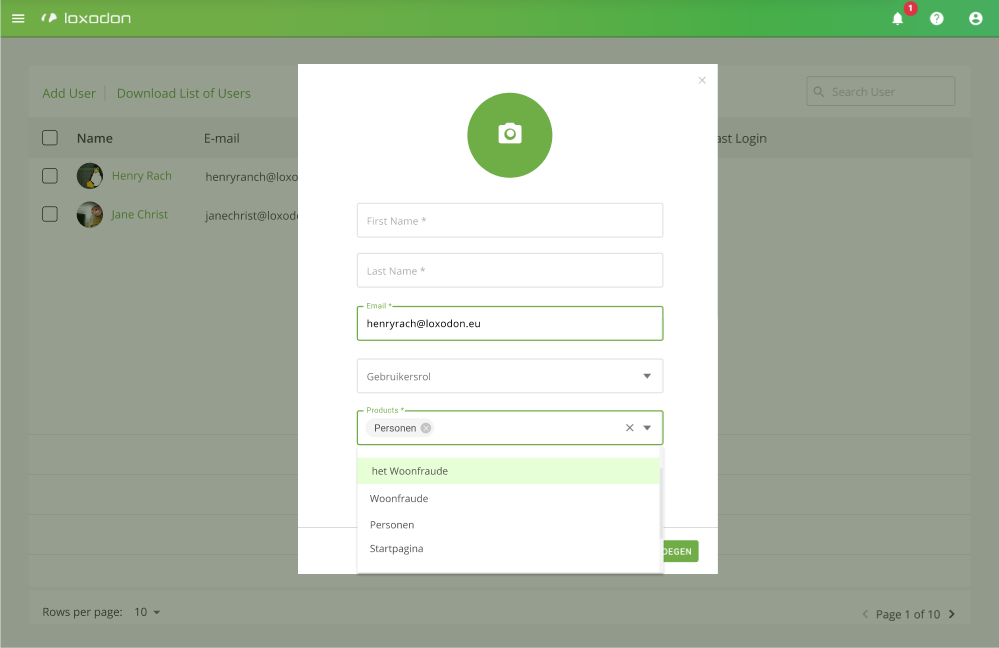 loxodon
1
Add User
Download List of Users
Search User
Name
E-mail
Last Login
Henry Rach
henryranch@loxo
Jane Christ
janechrist@loxod
First Name *
Last Name *
Email *
henryrach@loxodon.eu
Gebruikersrol
Products *
Personen
het Woonfraude
Woonfraude
Personen
Startpagina
OEGEN
Rows per page: 10
Page 1 of 10